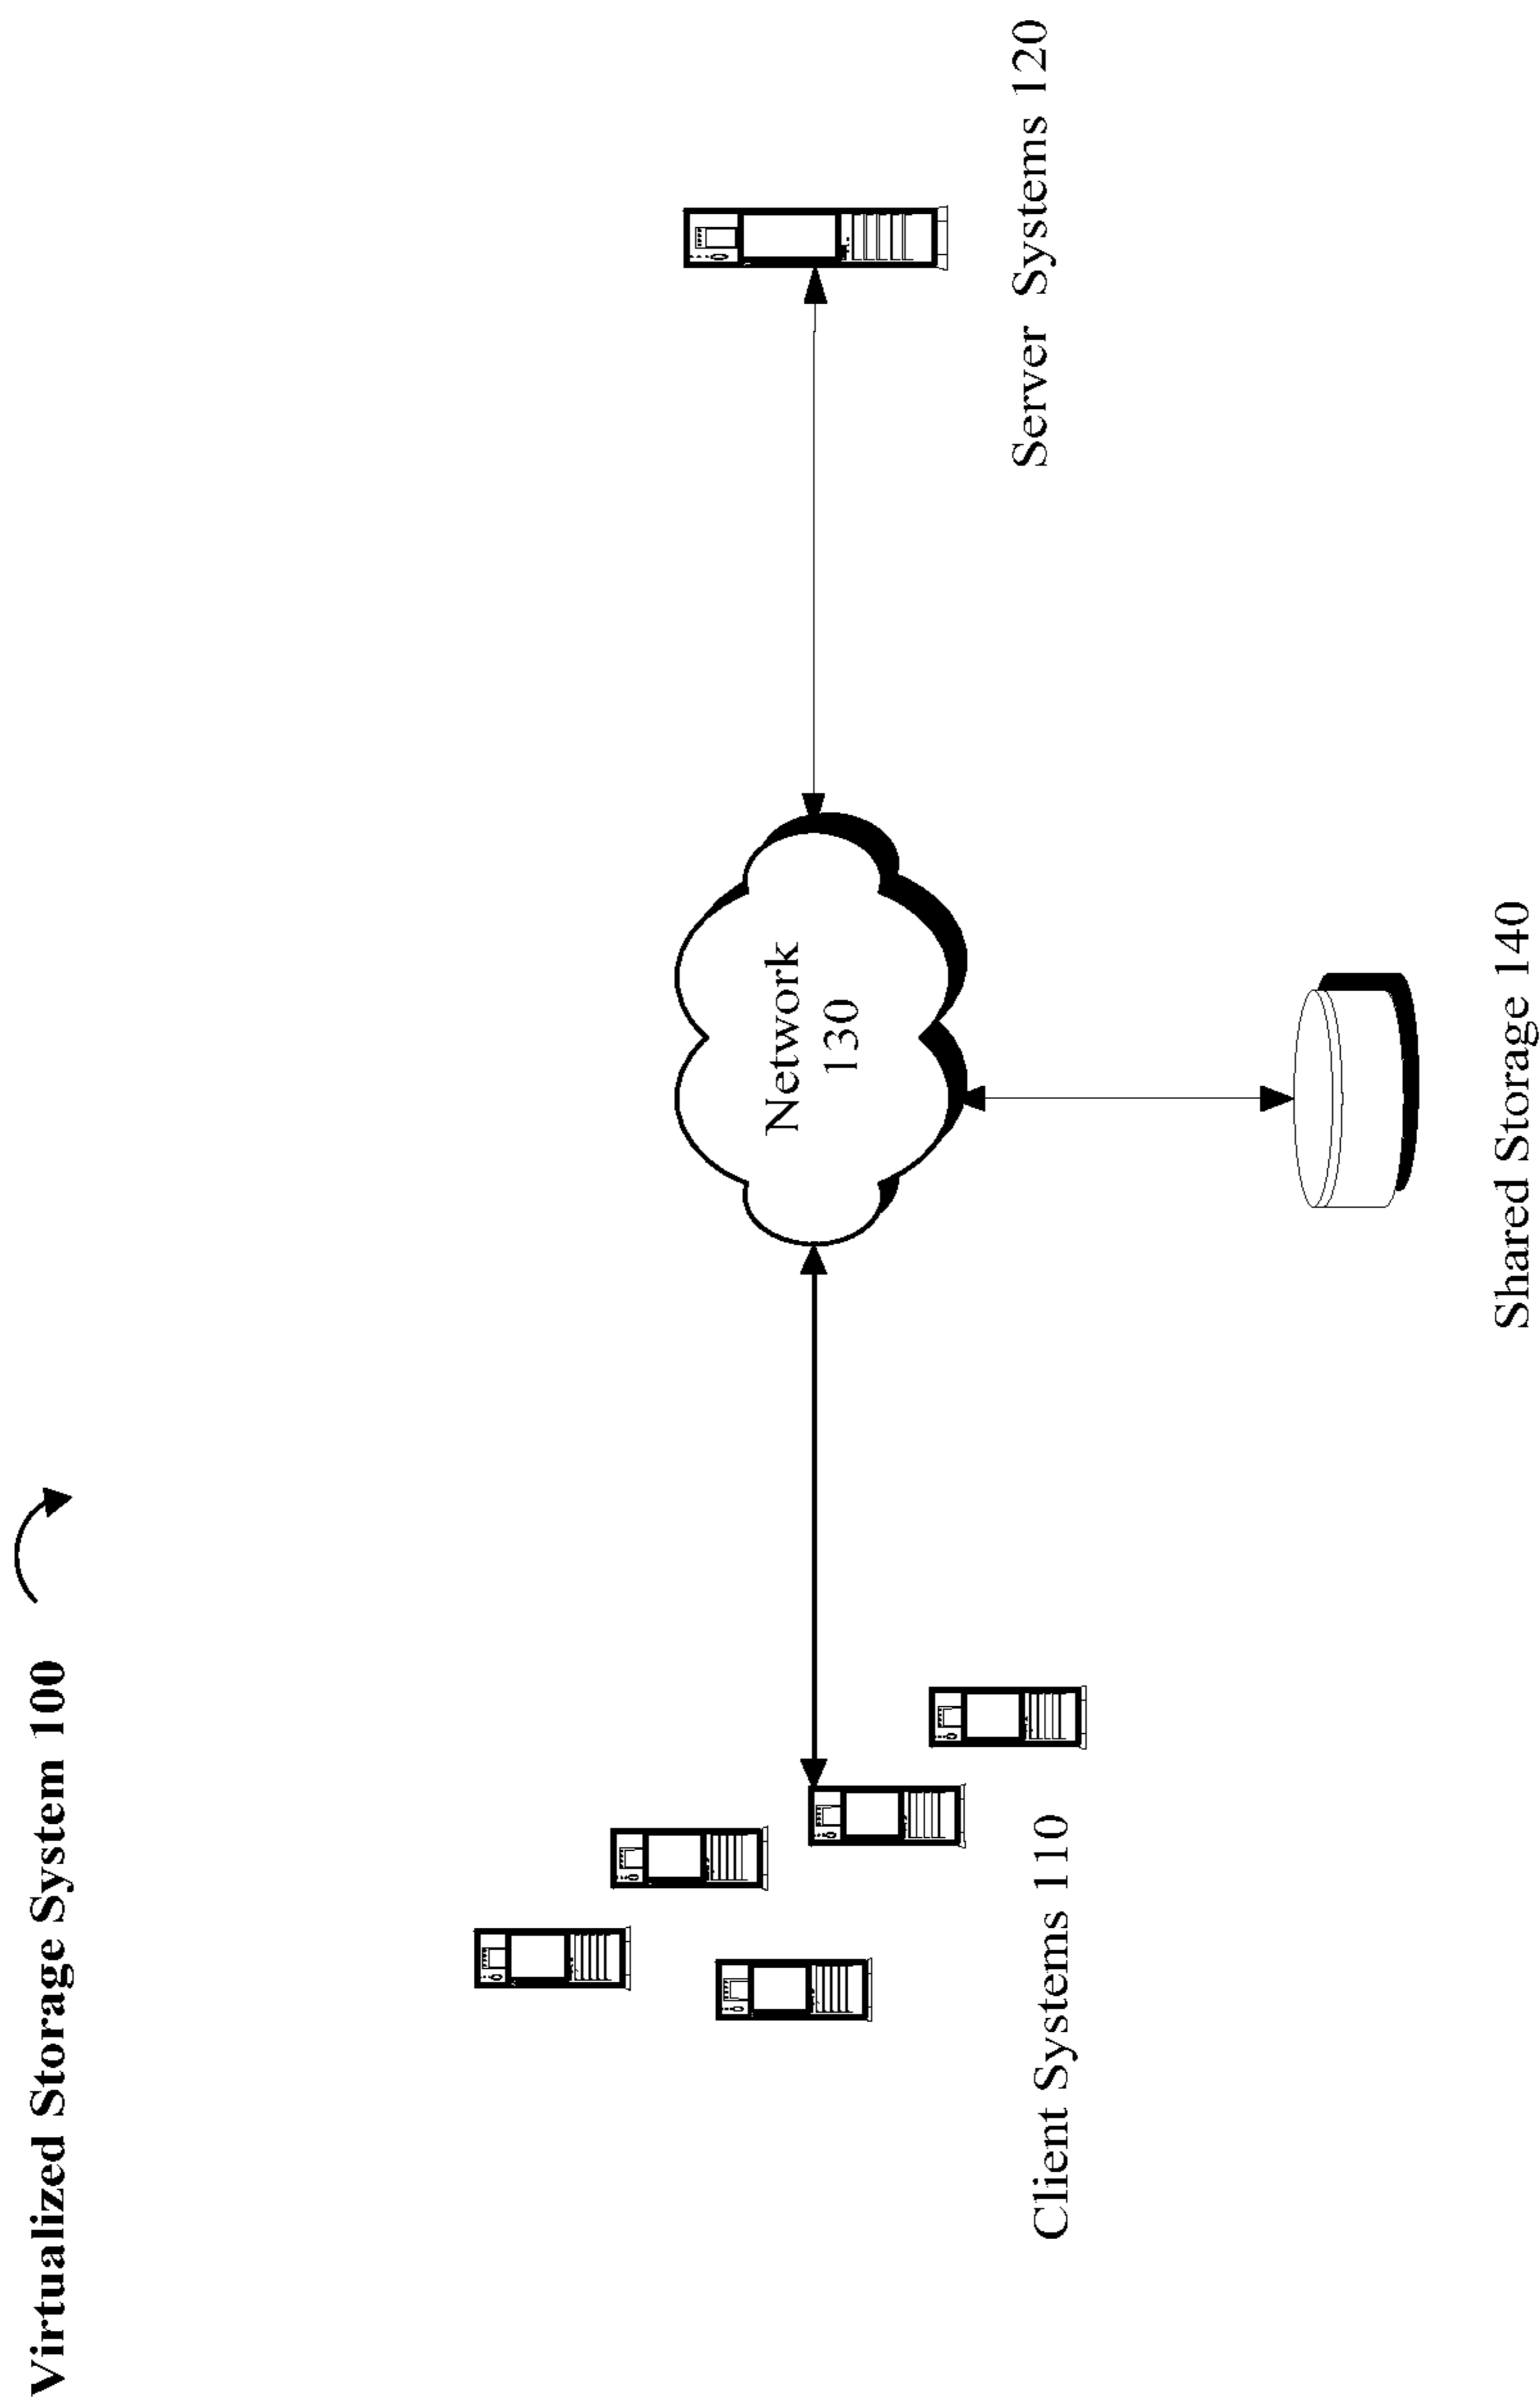 Virtualized Storage System 100
Network
130
Server Systems 120
Client Systems 110
Shared Storage 140